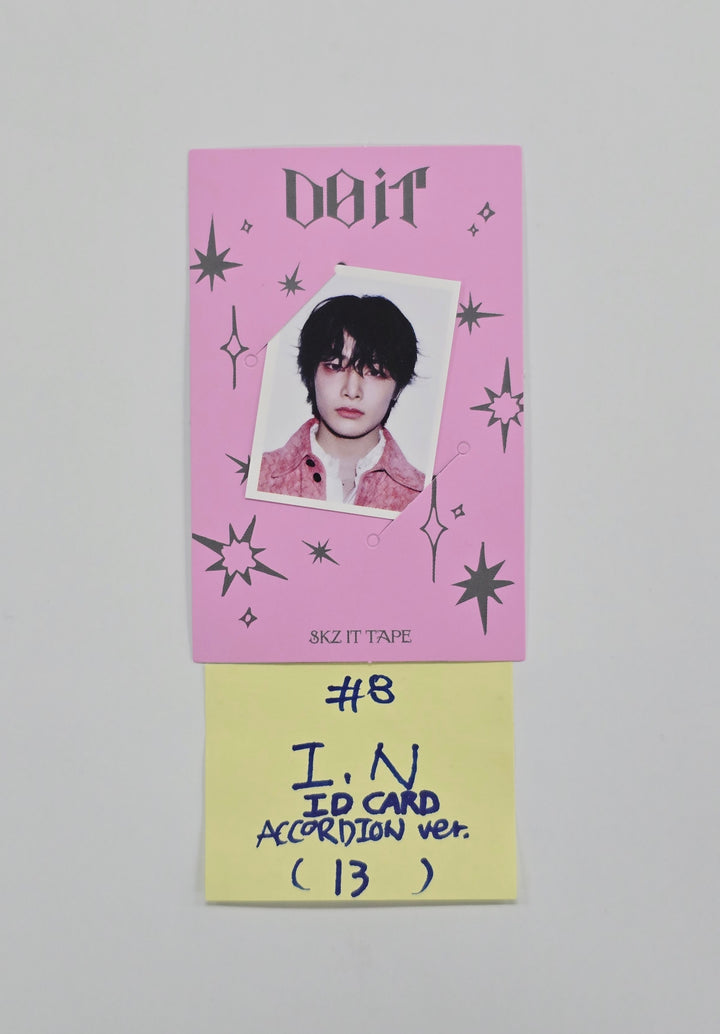 DO iT
SKZ IT TAPE
#8
I.N
ID CARD
ACCORDION ver.
( 13 )